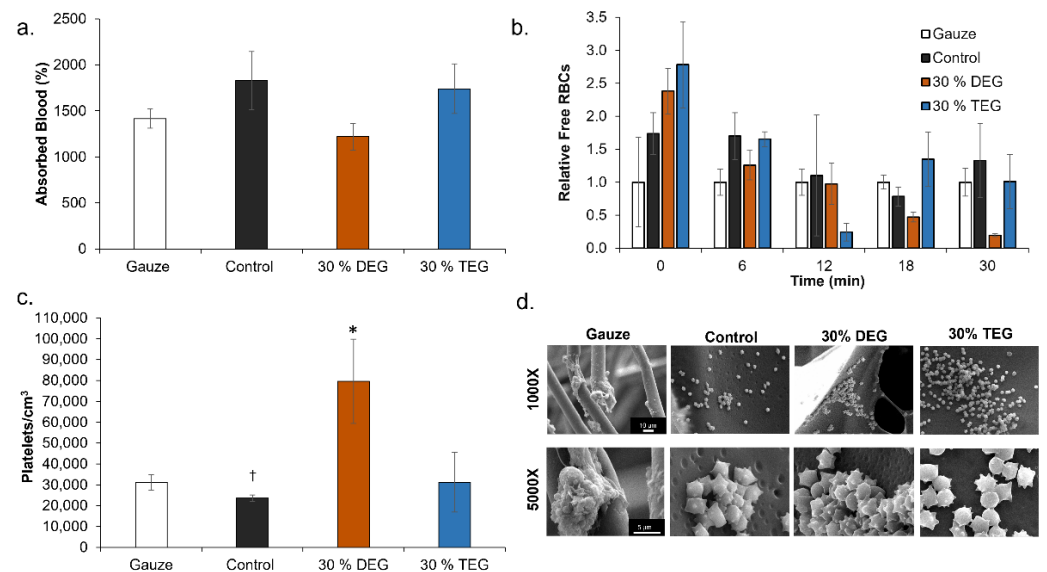 a.
2500
2000
1500
1000
500
0
Absorbed Blood (%)
Gauze Control 30 % DEG 30 % TEG
b.
3.5
3.0
2.5
2.0
1.5
1.0
0.5
0.0
Relative Free RBCs
Gauze
Control
30 % DEG
30 % TEG
0 6 12 18 30
Time (min)
c.
110,000
100,000
90,000
80,000
70,000
60,000
50,000
40,000
30,000
20,000
10,000
0
Platelets/cm³
†
*
Gauze Control 30 % DEG 30 % TEG
d.
Gauze Control 30% DEG 30% TEG
1000X
10 µm
5000X
5 µm